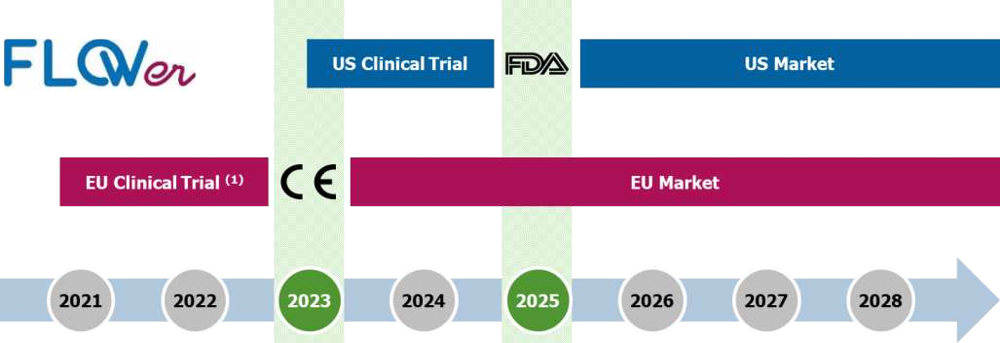 FLOWer
US Clinical Trial
FDA
US Market
EU Clinical Trial (1)
CE
EU Market
2021
2022
2023
2024
2025
2026
2027
2028